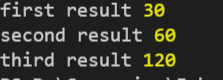 first result 30
second result 60
third result 120